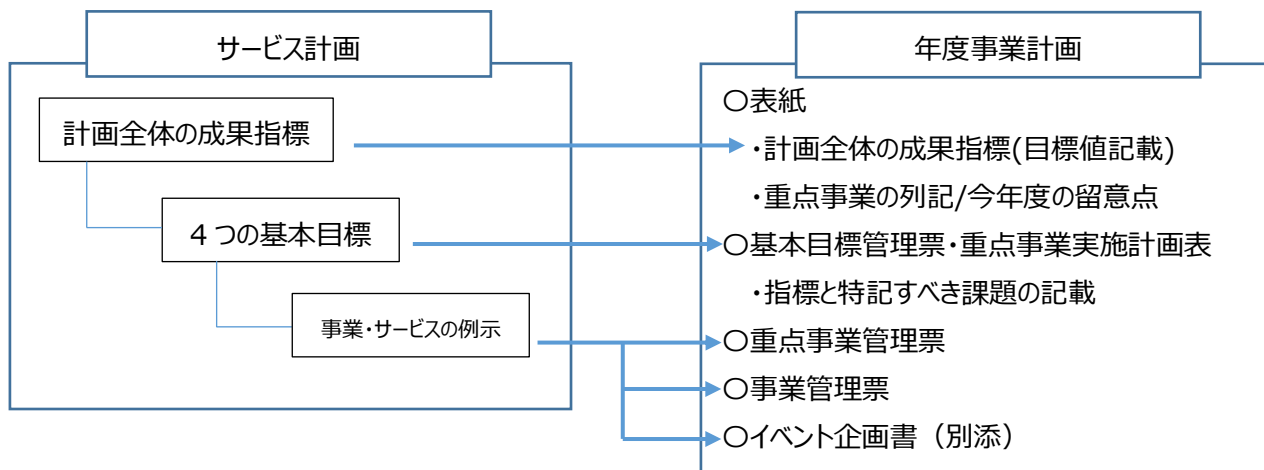 サービス計画
計画全体の成果指標
４つの基本目標
事業・サービスの例示
年度事業計画
〇表紙
・計画全体の成果指標(目標値記載)
・重点事業の列記/今年度の留意点
〇基本目標管理票・重点事業実施計画表
・指標と特記すべき課題の記載
〇重点事業管理票
〇事業管理票
〇イベント企画書（別添）